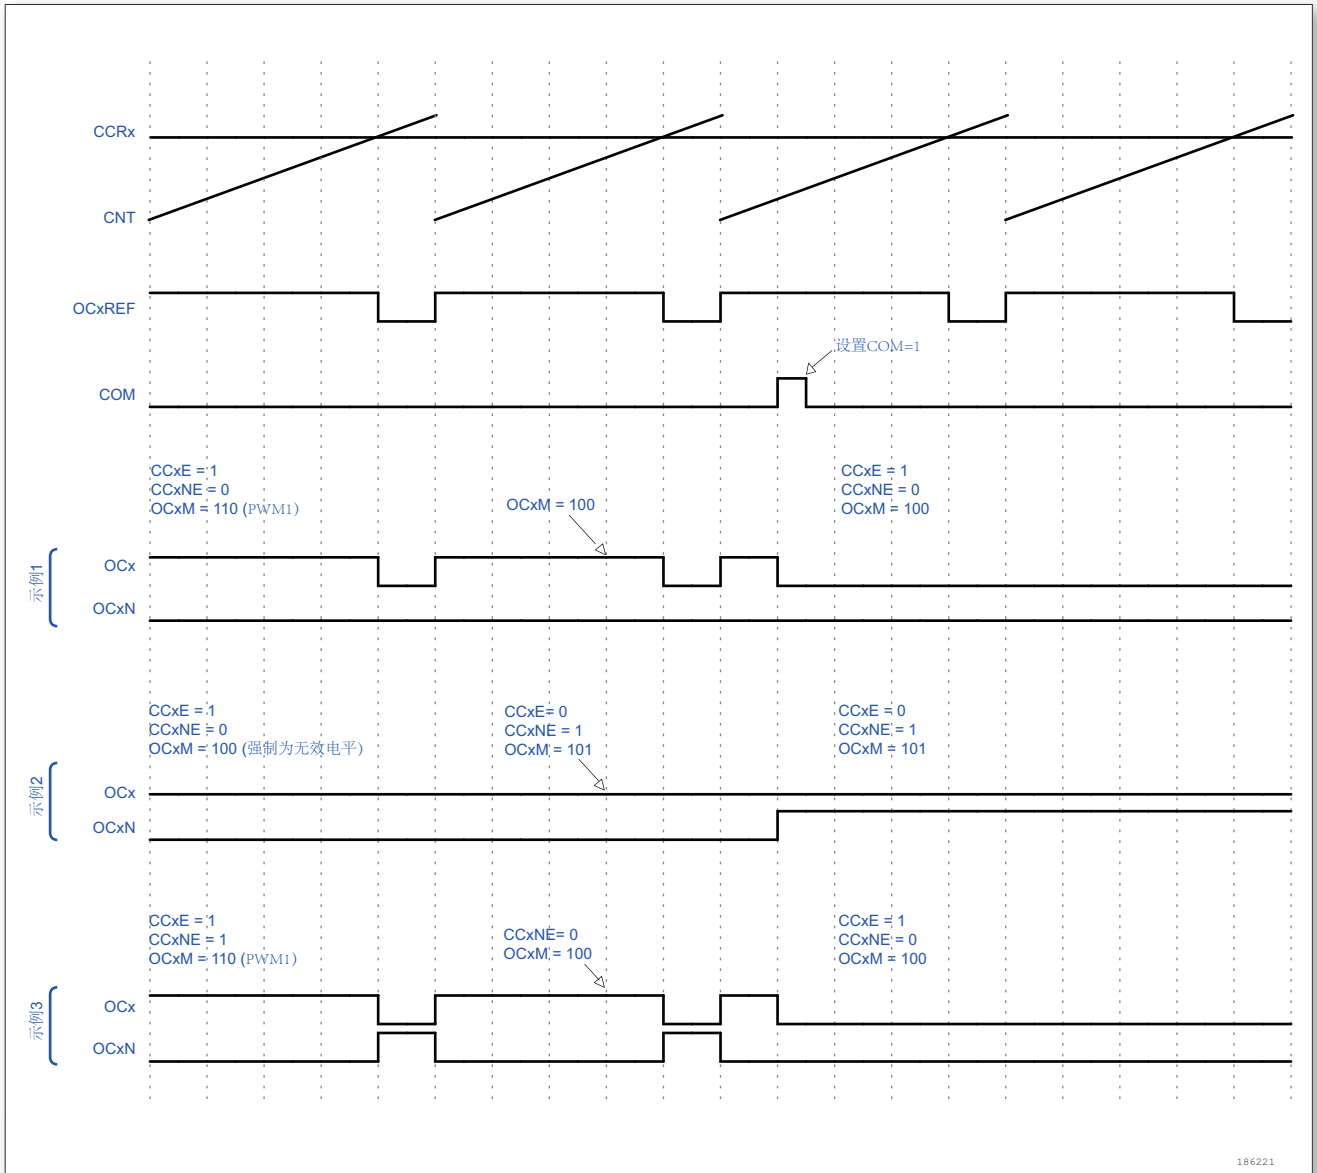 CCRx
CNT
OCxREF
设置COM=1
COM
CCxE = 1
CCxNE = 0
OCxM = 110 (PWM1)
OCxM = 100
CCxE = 1
CCxNE = 0
OCxM = 100
示例1
OCx
OCxN
CCxE = 1
CCxNE = 0
OCxM = 100 (强制为无效电平)
CCxE= 0
CCxNE = 1
OCxM = 101
CCxE = 0
CCxNE = 1
OCxM = 101
示例2
OCx
OCxN
CCxE = 1
CCxNE = 1
OCxM = 110 (PWM1)
CCxNE= 0
OCxM = 100
CCxE = 1
CCxNE = 0
OCxM = 100
示例3
OCx
OCxN
186221